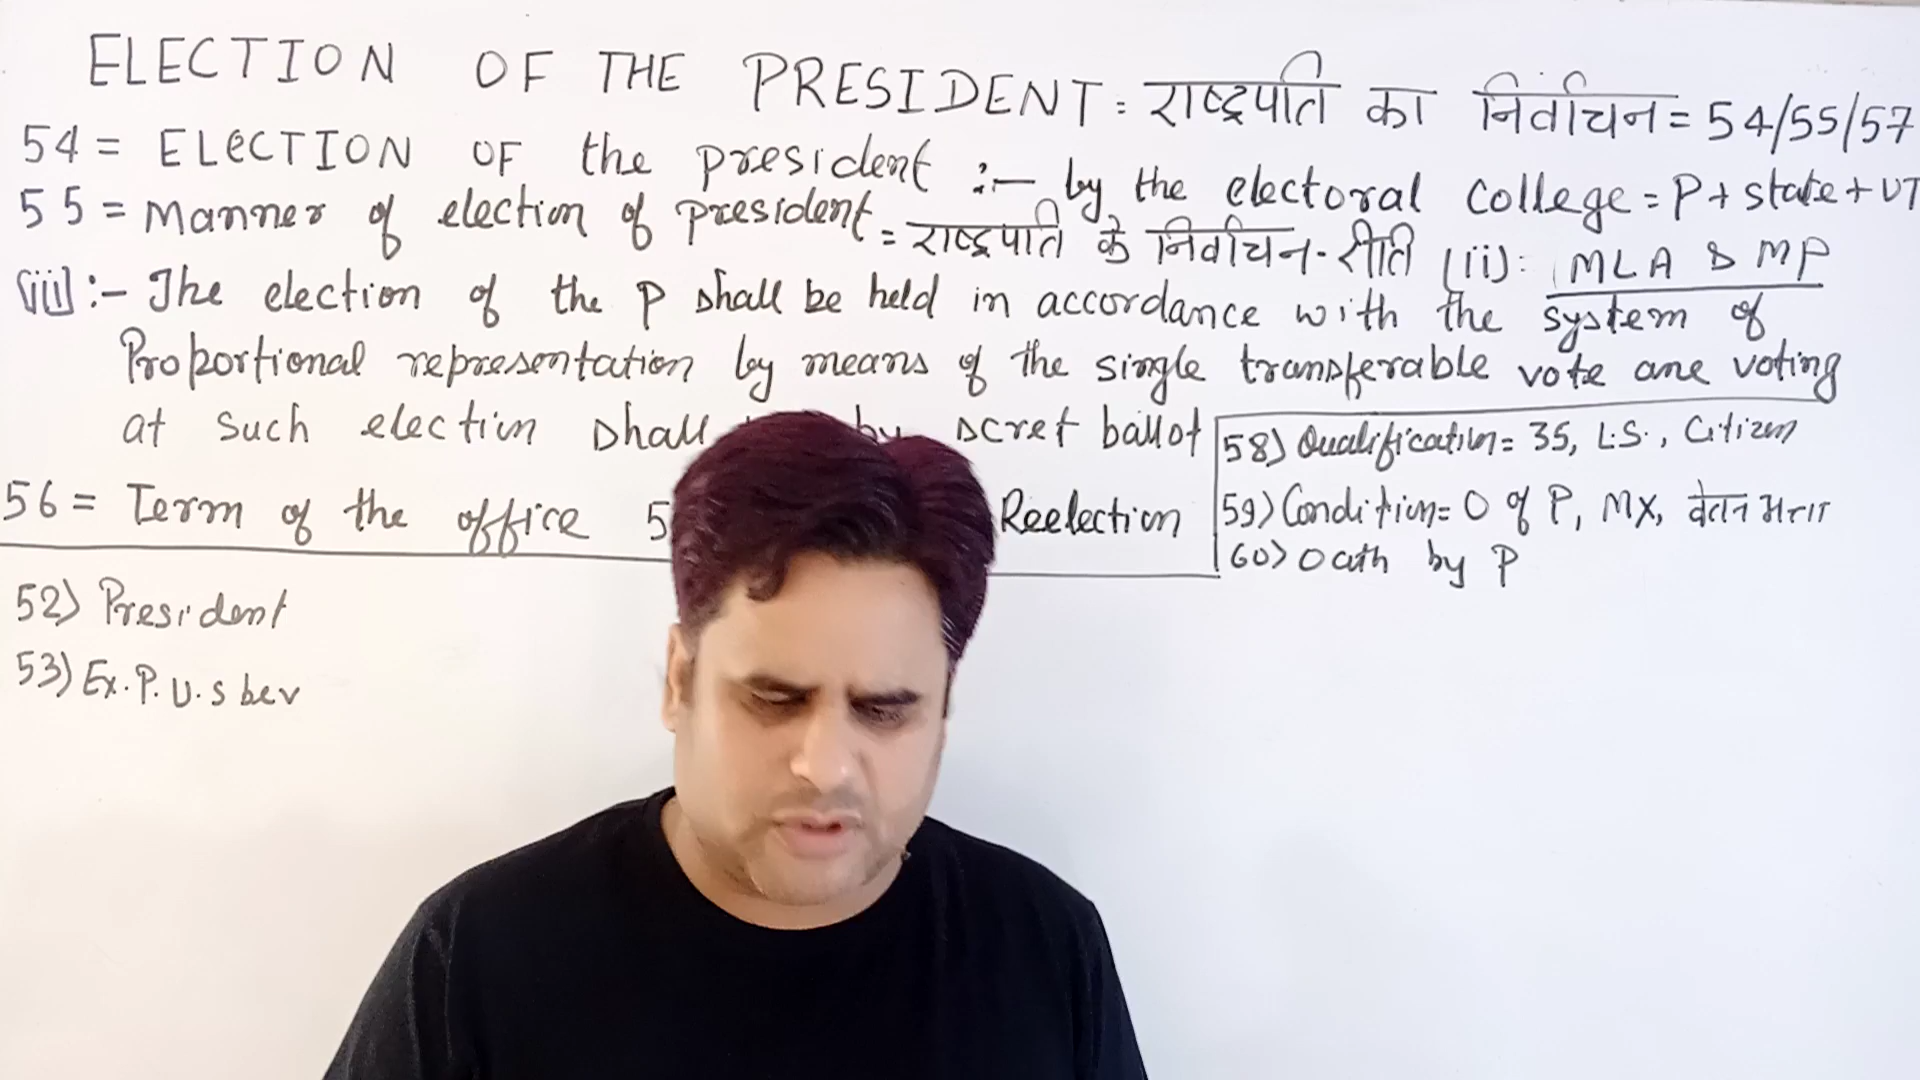 ELECTION OF THE PRESIDENT: राष्ट्रपति का निर्वाचन = 54/55/57
54 = ELeCTION OF the president :- by the electoral college = P + state + UT
55 = Manner of election of president = राष्ट्रपति के निर्वाचन-रीति (ii): MLA & MP
(iii) :- The election of the P shall be held in accordance with the system of
Proportional representation by means of the single transferable vote ane voting
at such election shall by scret ballot
56 = Term of the office 5 Reelection
58) Qualification = 35, L.S., Citizen
59) Condition = O of P, MX, वेतन भत्ता
60) Oath by P
52) President
53) Ex. P. U. s bev